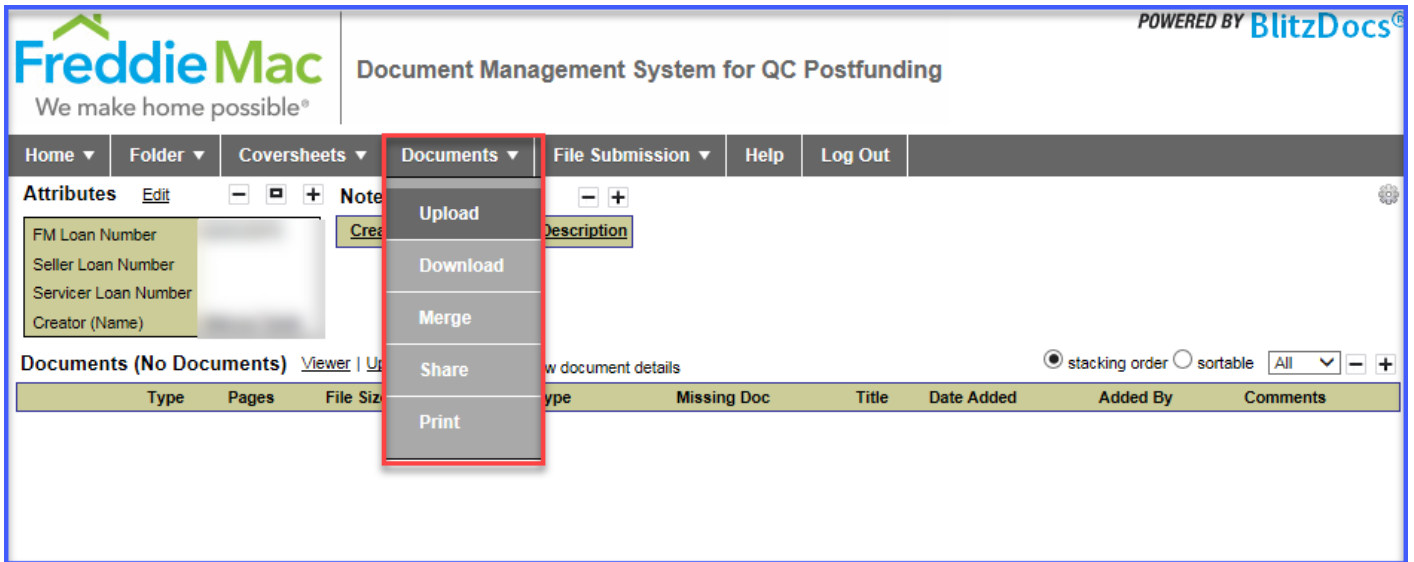 POWERED BY BlitzDocs®
Freddie Mac
We make home possible®
Document Management System for QC Postfunding
Home ▼ Folder ▼ Coversheets ▼ Documents ▼ File Submission ▼ Help Log Out
Attributes Edit Note
Upload
Download
Merge
Share
Print
FM Loan Number
Seller Loan Number
Servicer Loan Number
Creator (Name)
Crea Description
Documents (No Documents) Viewer | Up w document details stacking order sortable All
Type Pages File Siz ype Missing Doc Title Date Added Added By Comments